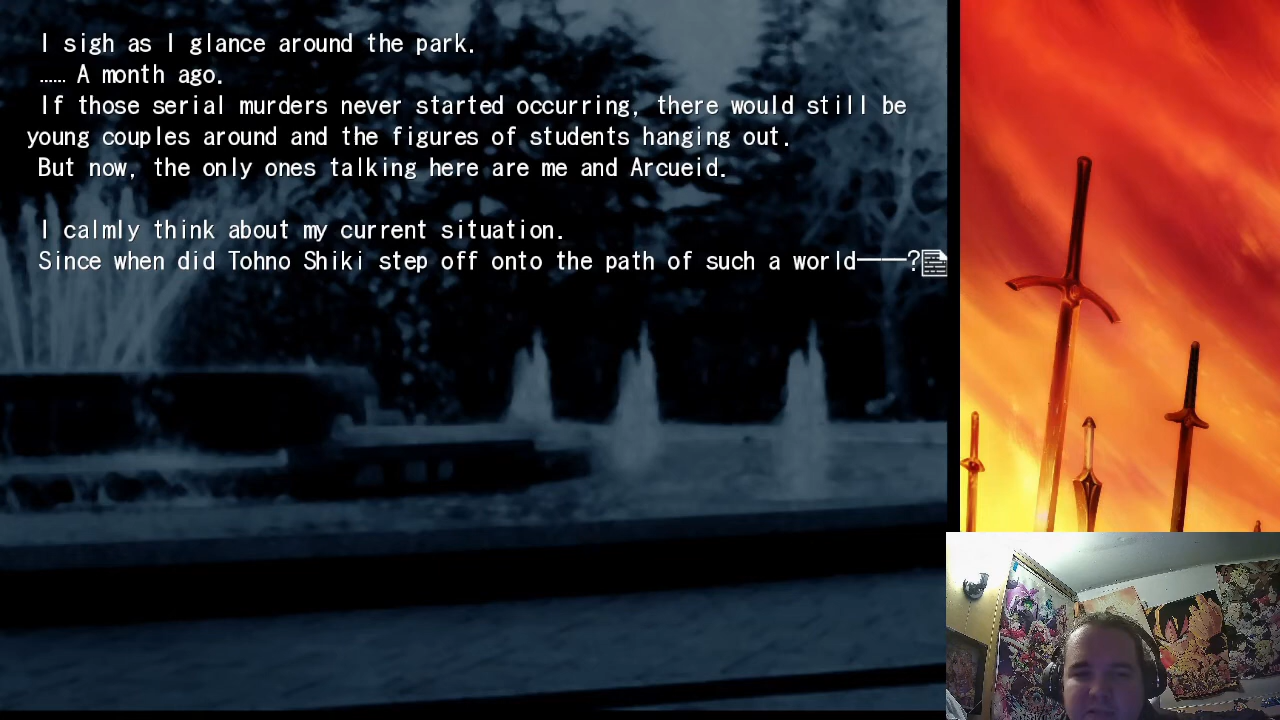 I sigh as I glance around the park.
…… A month ago.
If those serial murders never started occurring, there would still be
young couples around and the figures of students hanging out.
But now, the only ones talking here are me and Arcueid.
I calmly think about my current situation.
Since when did Tohno Shiki step off onto the path of such a world——?